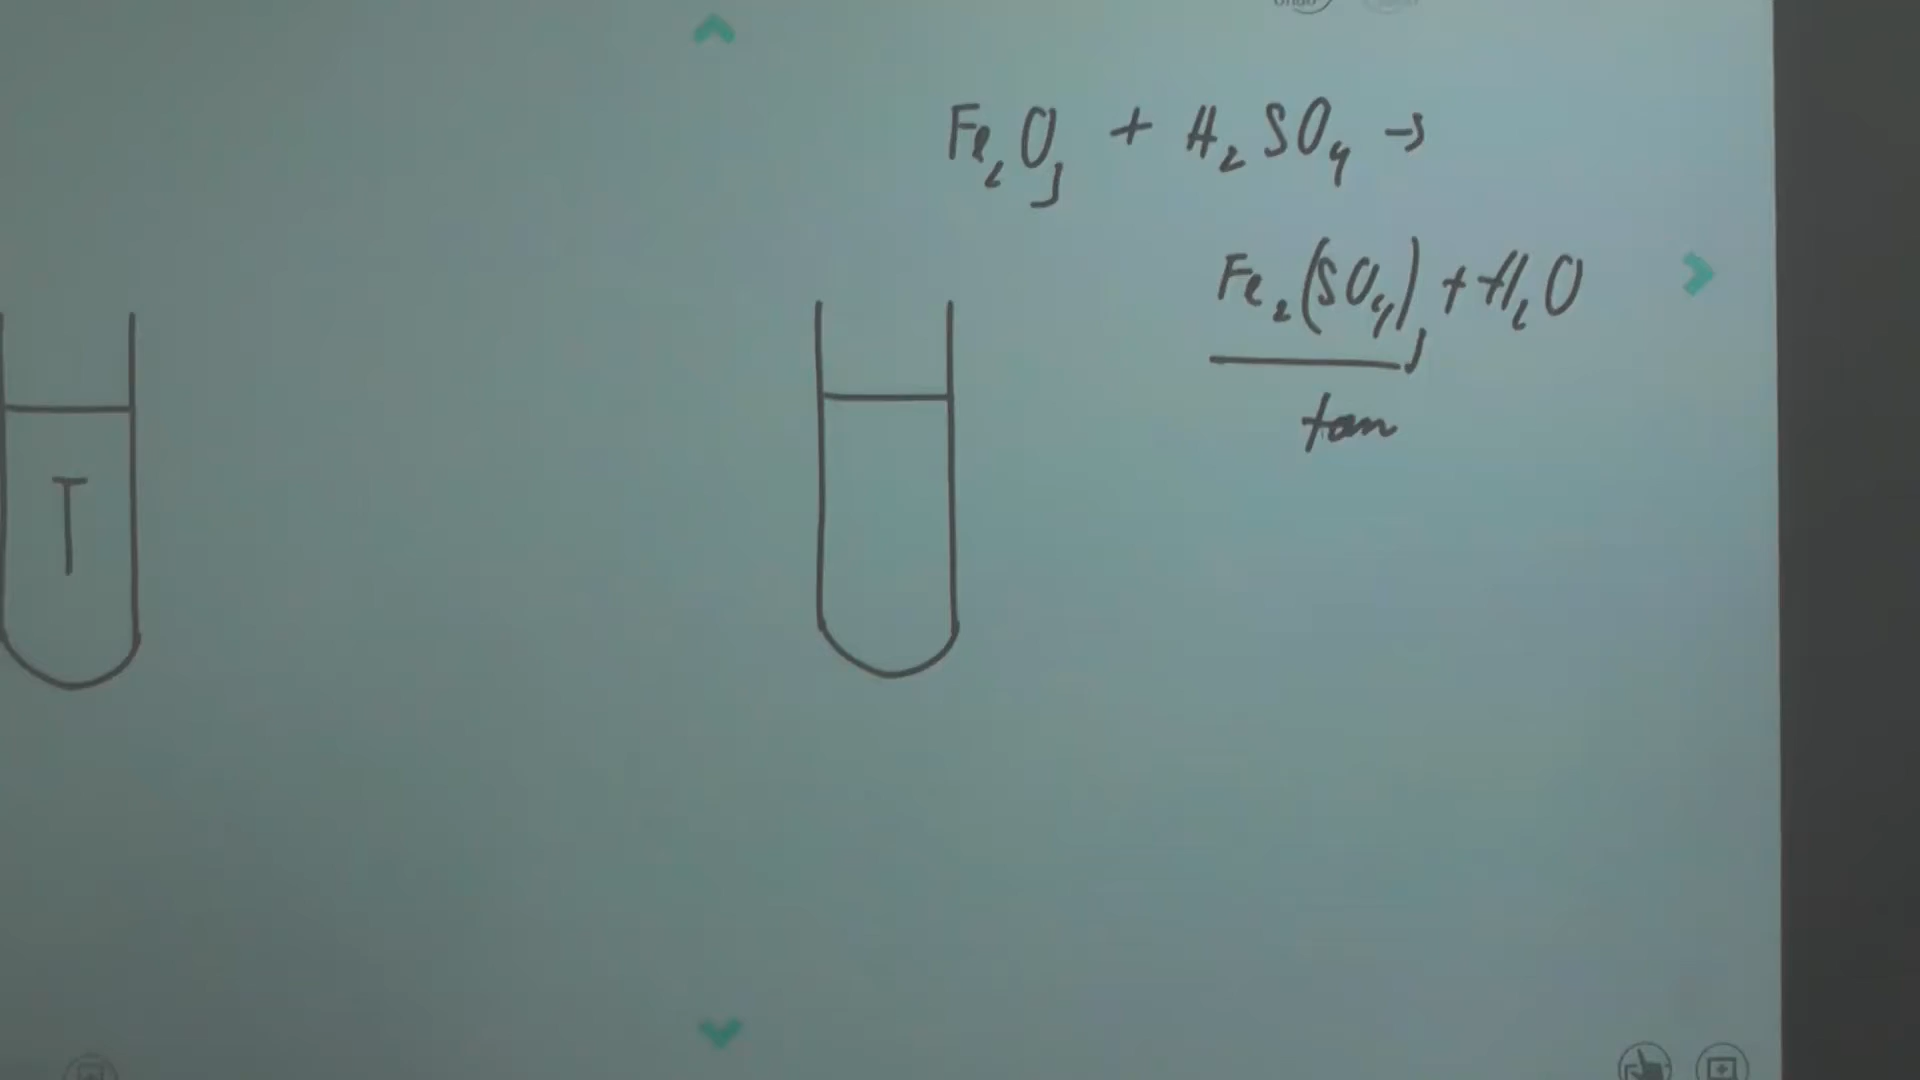 Fe₂O₃ + H₂SO₄ →
Fe₂(SO₄)₃ + H₂O
tan
T